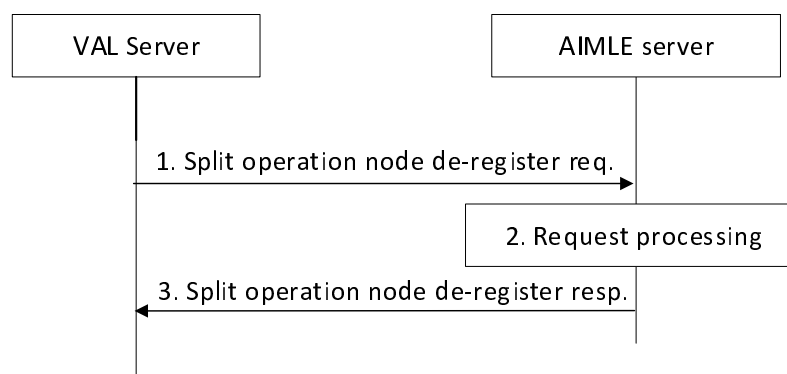 VAL Server
AIMLE server
1. Split operation node de-register req.
2. Request processing
3. Split operation node de-register resp.